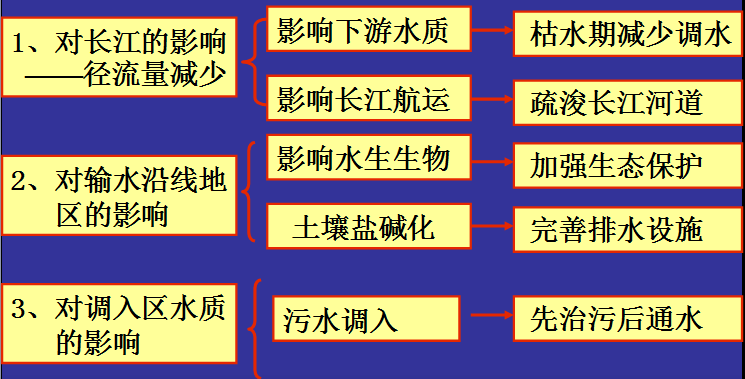 1、对长江的影响
——径流量减少
影响下游水质
枯水期减少调水
影响长江航运
疏浚长江河道
2、对输水沿线地
区的影响
影响水生生物
加强生态保护
土壤盐碱化
完善排水设施
3、对调入区水质
的影响
污水调入
先治污后通水